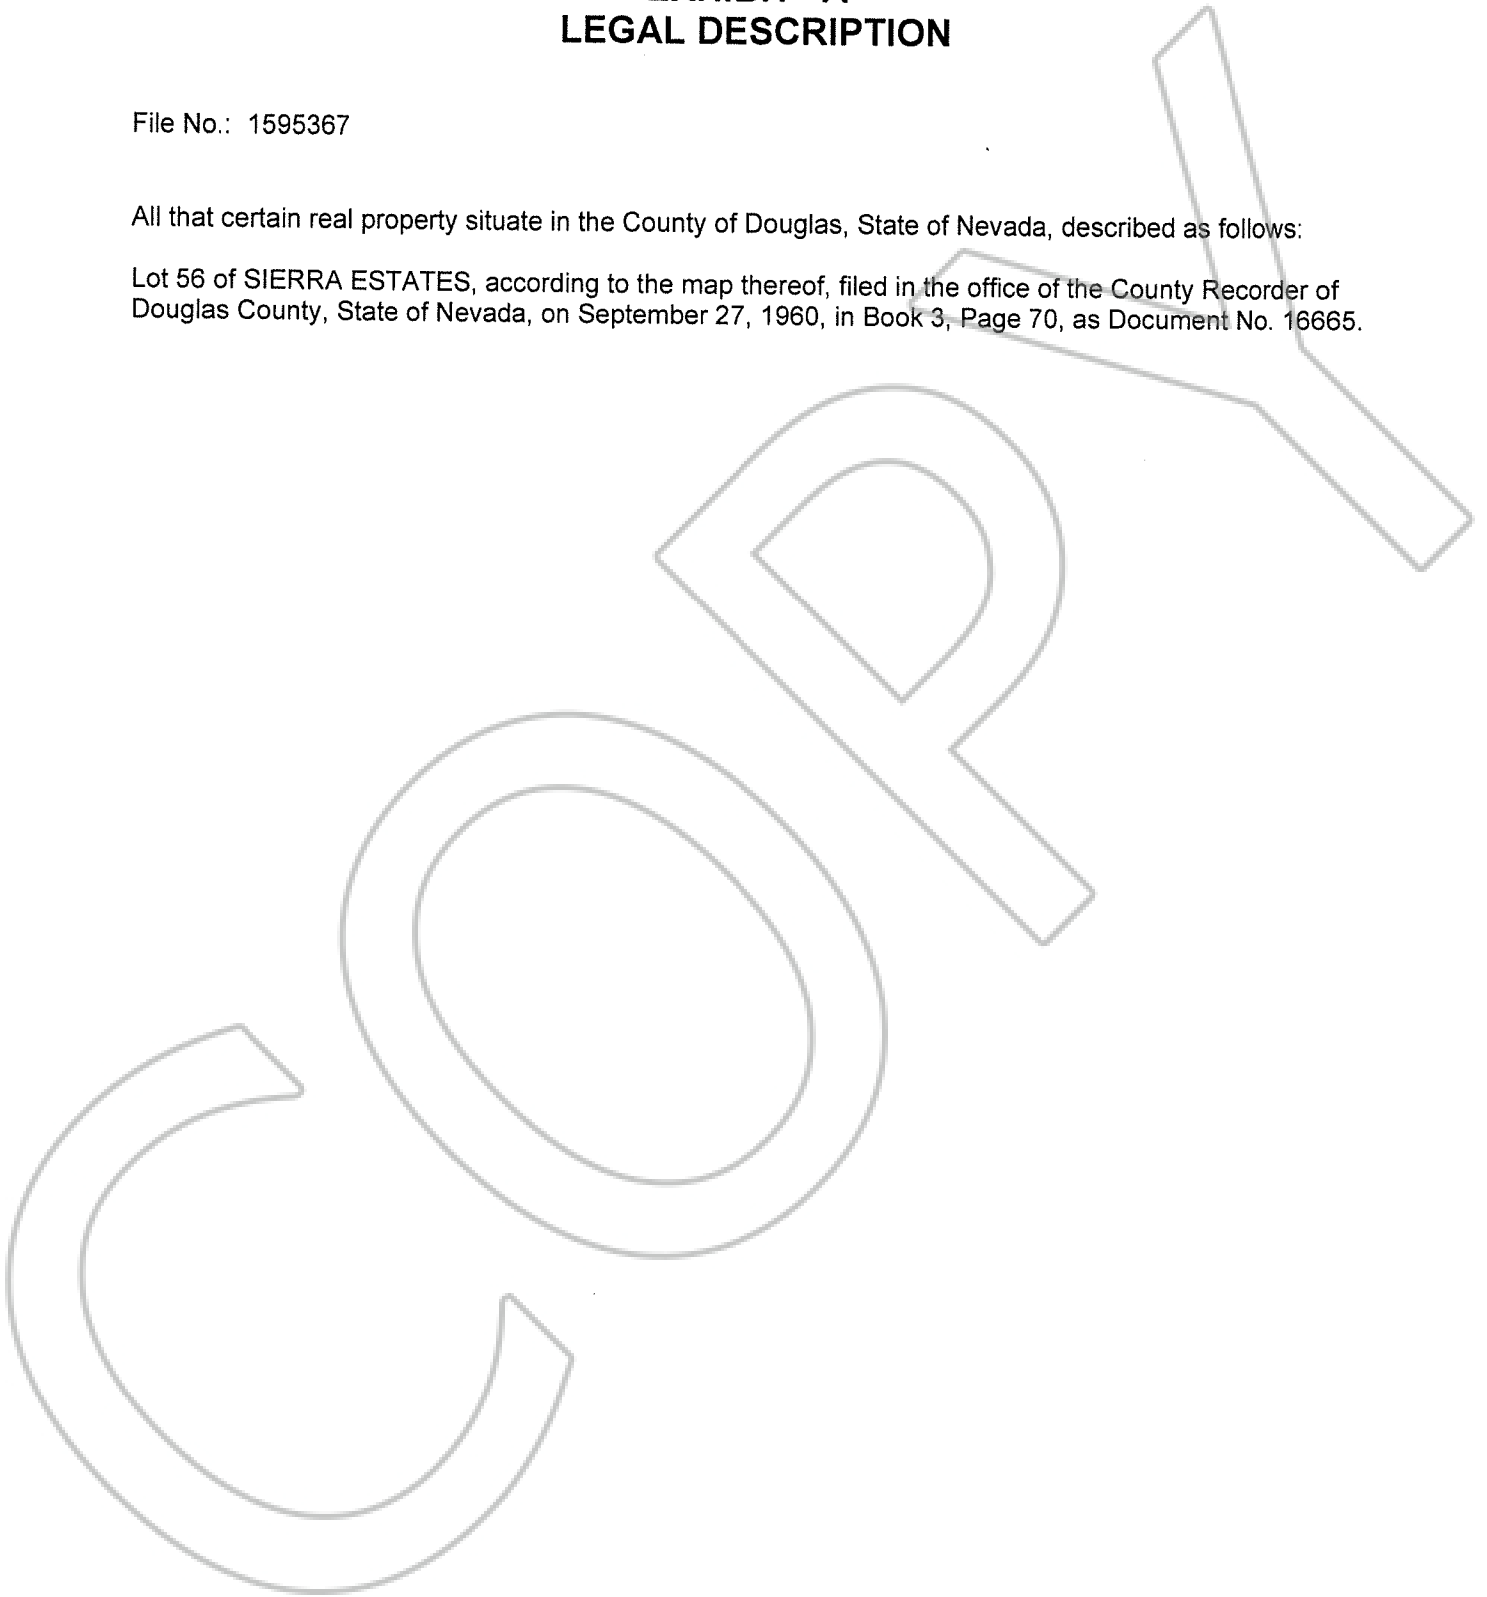 LEGAL DESCRIPTION
File No.: 1595367
All that certain real property situate in the County of Douglas, State of Nevada, described as follows:
Lot 56 of SIERRA ESTATES, according to the map thereof, filed in the office of the County Recorder of
Douglas County, State of Nevada, on September 27, 1960, in Book 3, Page 70, as Document No. 16665.
COPY